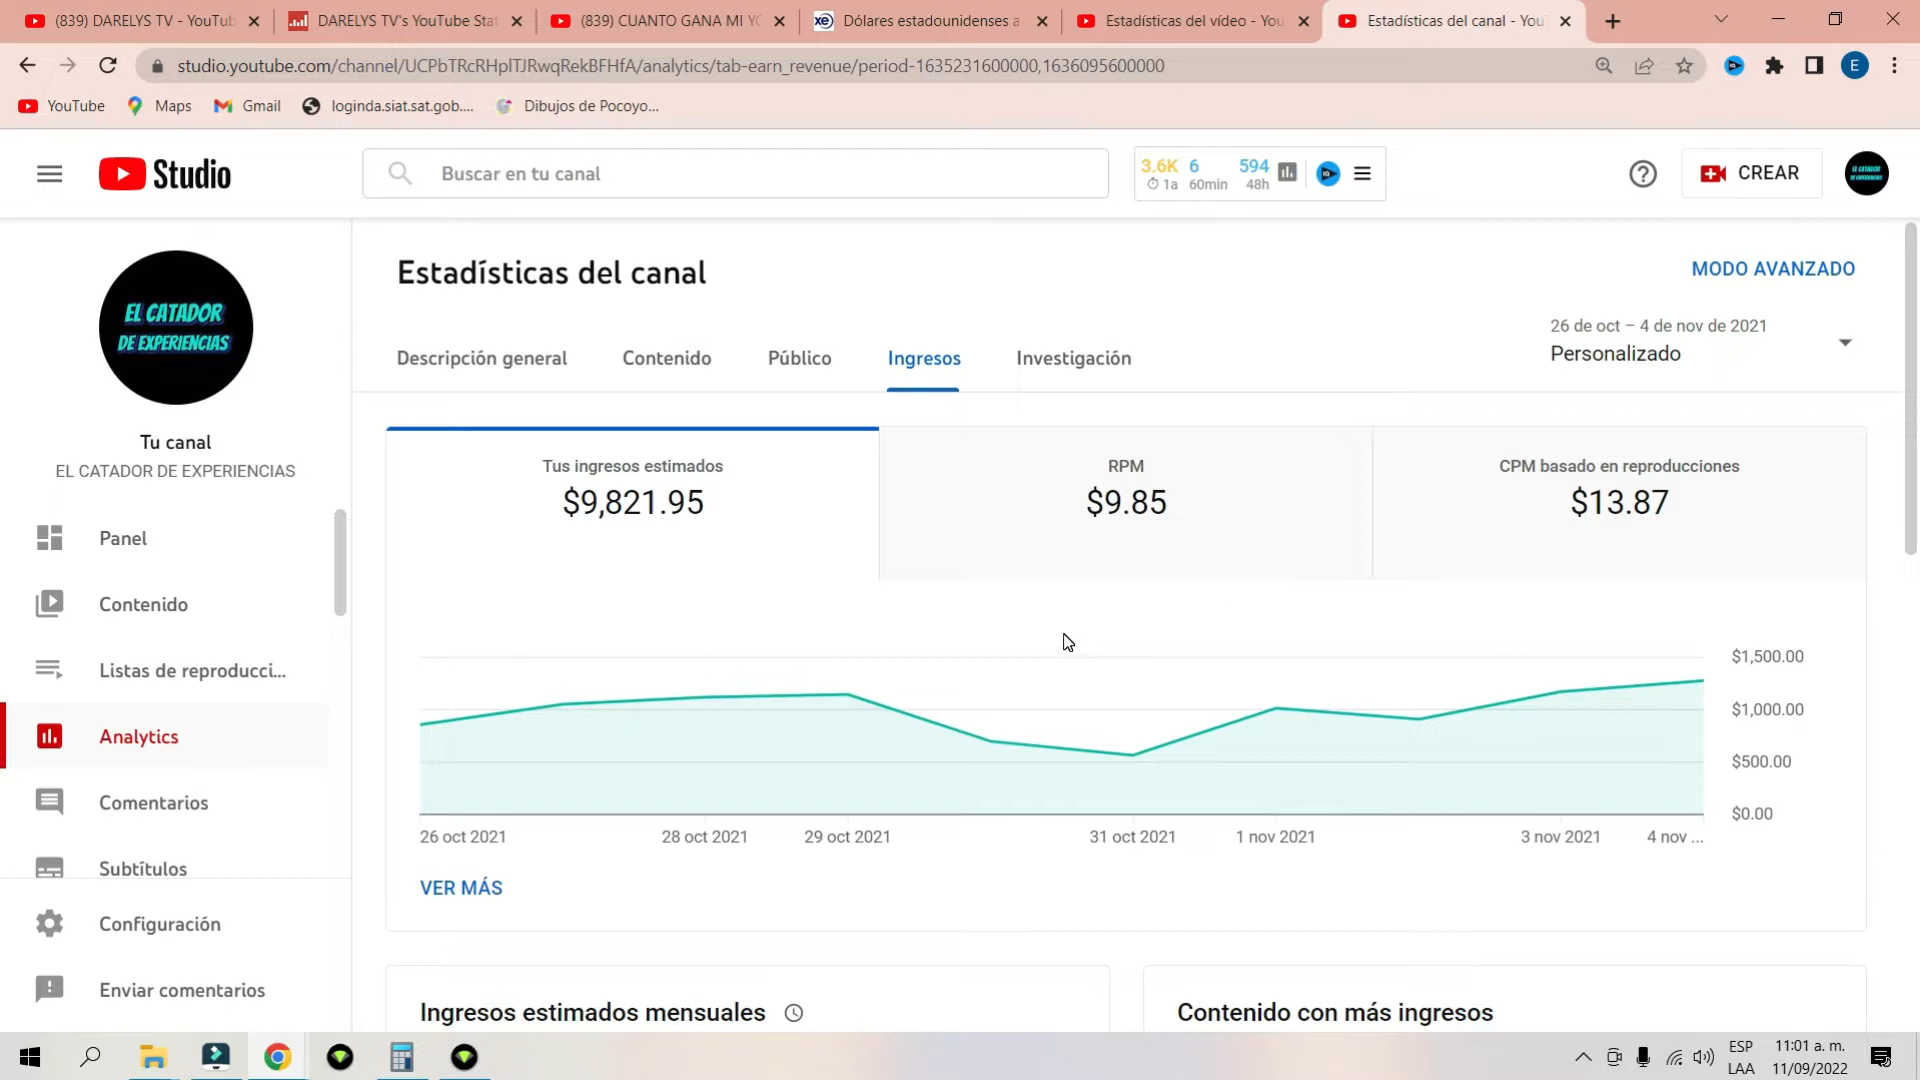 (839) DARELYS TV - YouTub
DARELYS TV's YouTube Stat
(839) CUANTO GANA MI YO
xe Dólares estadounidenses a
Estadísticas del vídeo - You
Estadísticas del canal - You
studio.youtube.com/channel/UCPbTRcRHplTJRwqRekBFHfA/analytics/tab-earn_revenue/period-1635231600000,1636095600000
E
YouTube
Maps
Gmail
loginda.siat.sat.gob....
Dibujos de Pocoyo...
Studio
Buscar en tu canal
3.6K 6 594
1a 60min 48h
CREAR
EL CATADOR
DE EXPERIENCIAS
Tu canal
EL CATADOR DE EXPERIENCIAS
Panel
Contenido
Listas de reproducci...
Analytics
Comentarios
Subtítulos
Configuración
Enviar comentarios
Estadísticas del canal
MODO AVANZADO
Descripción general
Contenido
Público
Ingresos
Investigación
26 de oct – 4 de nov de 2021
Personalizado
Tus ingresos estimados
$9,821.95
RPM
$9.85
CPM basado en reproducciones
$13.87
$1,500.00
$1,000.00
$500.00
$0.00
26 oct 2021
28 oct 2021
29 oct 2021
31 oct 2021
1 nov 2021
3 nov 2021
4 nov ...
VER MÁS
Ingresos estimados mensuales
Contenido con más ingresos
ESP
LAA
11:01 a. m.
11/09/2022